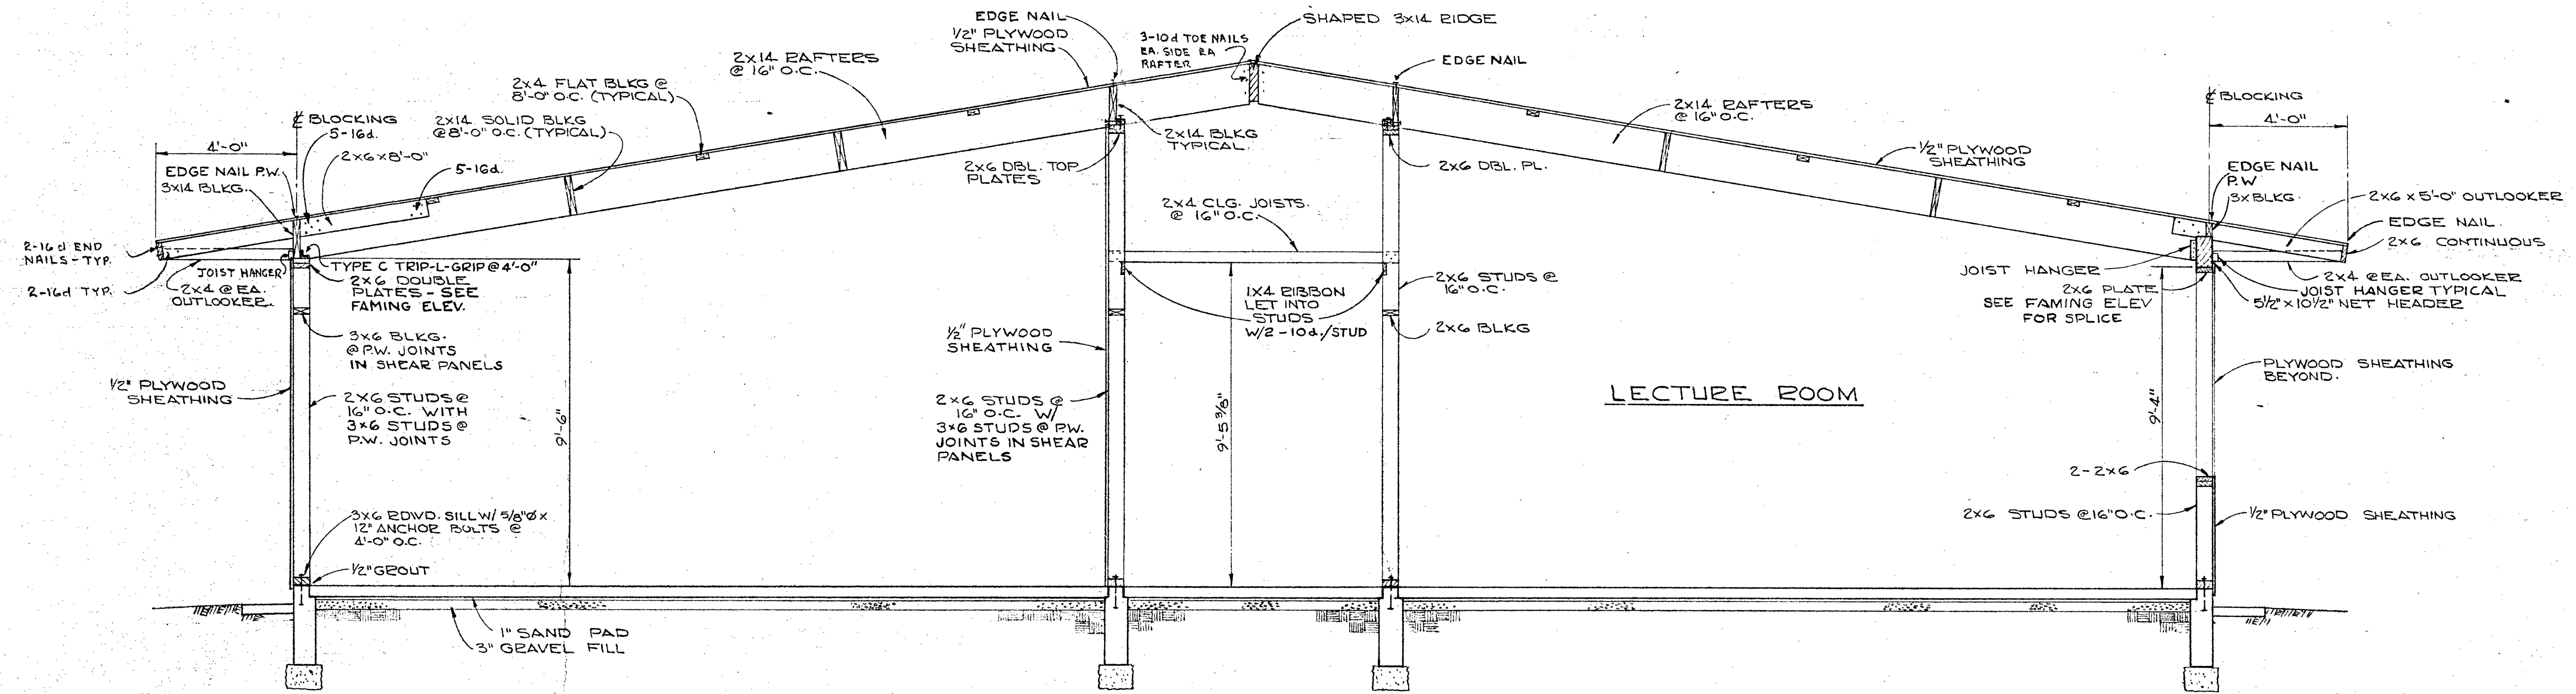 EDGE NAIL
1/2" PLYWOOD
SHEATHING
3-10d TOE NAILS
EA. SIDE EA
RAFTER
SHAPED 3x14 RIDGE
EDGE NAIL
2x14 RAFTERS
@ 16" O.C.
2x4 FLAT BLKG @
8'-0" O.C. (TYPICAL)
2x14 SOLID BLKG
@8'-0" O.C. (TYPICAL)
℄ BLOCKING
5-16d.
2x6x8'-0"
5-16d.
4'-0"
EDGE NAIL P.W.
3x14 BLKG.
2-16d END
NAILS-TYP.
2-16d TYP.
JOIST HANGER
2x4 @ EA.
OUTLOOKER
TYPE C TRIP-L-GRIP@4'-0"
2x6 DOUBLE
PLATES - SEE
FAMING ELEV.
3x6 BLKG.
@ P.W. JOINTS
IN SHEAR PANELS
1/2" PLYWOOD
SHEATHING
2x6 STUDS @
16" O.C. WITH
3x6 STUDS @
P.W. JOINTS
9'-6"
3x6 RDWD. SILL W/ 5/8"Ø x
12" ANCHOR BOLTS @
4'-0" O.C.
1/2" GROUT
1" SAND PAD
3" GRAVEL FILL
2x14 BLKG
TYPICAL.
2x6 DBL. TOP
PLATES
2x6 DBL. PL.
2x4 CLG. JOISTS.
@ 16" O.C.
1x4 RIBBON
LET INTO
STUDS
W/2-10d./STUD
2x6 STUDS @
16" O.C.
2x6 BLKG
1/2" PLYWOOD
SHEATHING
2x6 STUDS @
16" O.C. W/
3x6 STUDS @ P.W.
JOINTS IN SHEAR
PANELS
9'-5 3/8"
LECTURE ROOM
2x14 RAFTERS
@ 16" O.C.
1/2" PLYWOOD
SHEATHING
℄ BLOCKING
4'-0"
EDGE NAIL
P.W
3x BLKG.
2x6 x 5'-0" OUTLOOKER
EDGE NAIL.
2x6 CONTINUOUS
2x4 @ EA. OUTLOOKER
JOIST HANGER TYPICAL
5 1/2" x 10 1/2" NET HEADER
JOIST HANGER
2x6 PLATE
SEE FAMING ELEV
FOR SPLICE
PLYWOOD SHEATHING
BEYOND.
9'-4"
2-2x6
2x6 STUDS @16" O.C.
1/2" PLYWOOD SHEATHING